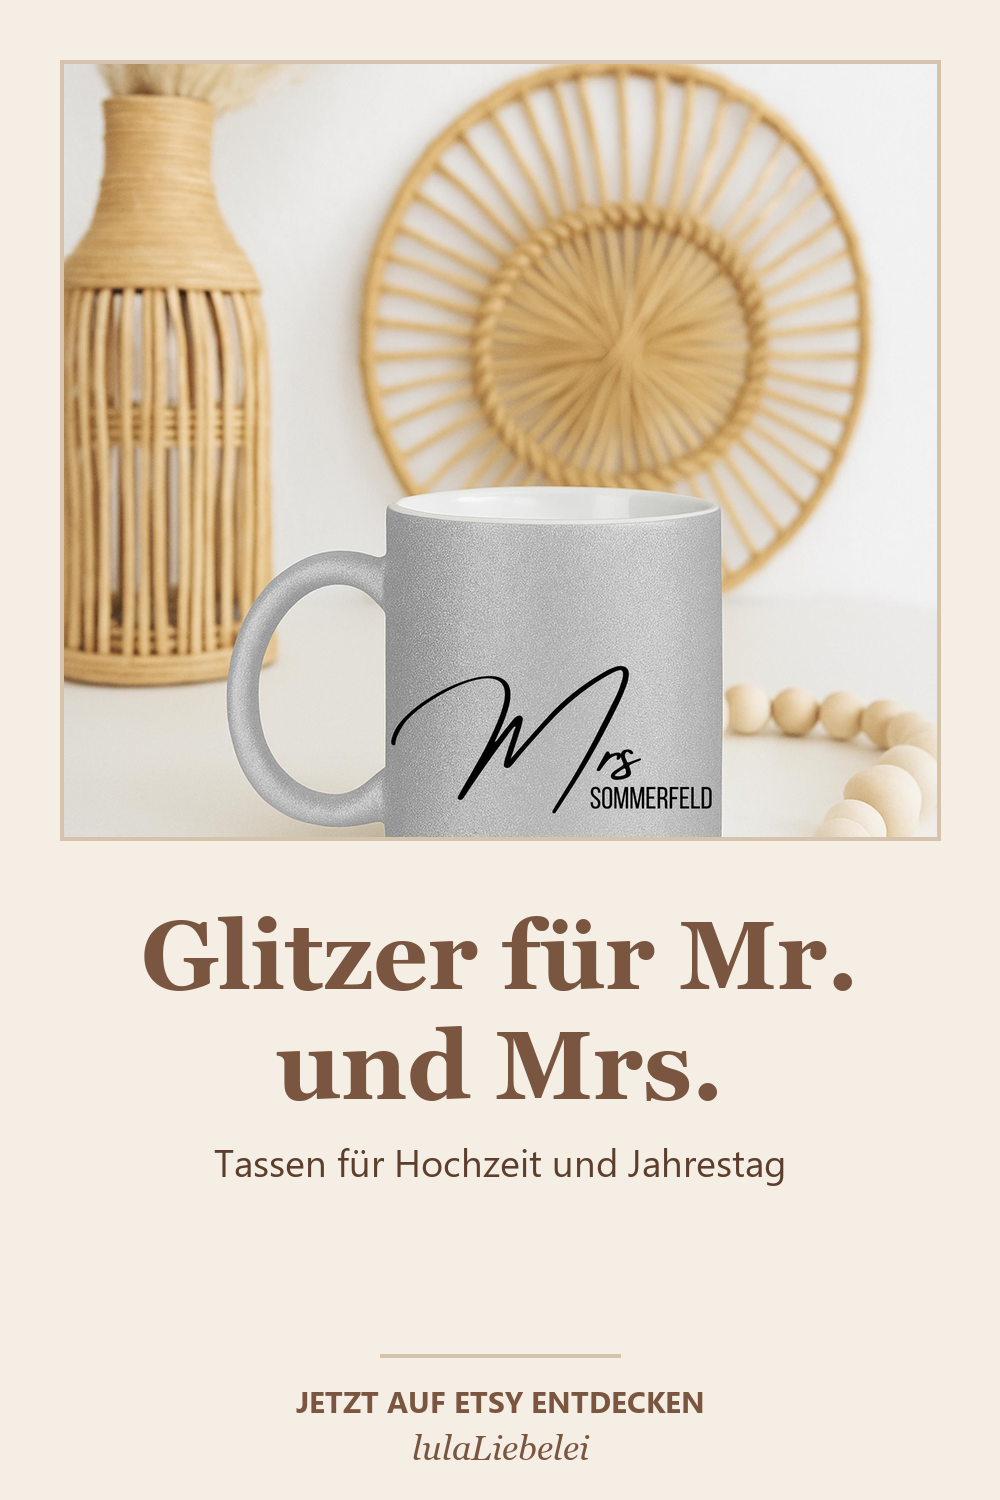 Mrs
SOMMERFELD
Glitzer für Mr.
und Mrs.
Tassen für Hochzeit und Jahrestag
JETZT AUF ETSY ENTDECKEN
lulaLiebelei